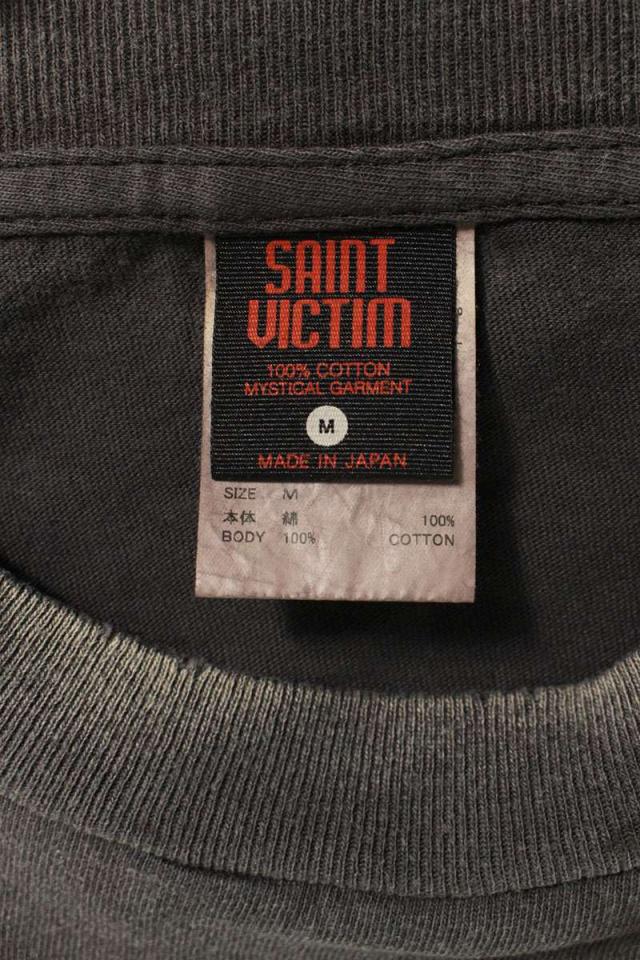 SAINT
VICTIM
100% COTTON
MYSTICAL GARMENT
M
MADE IN JAPAN
SIZE M
本体 綿 100%
BODY 100% COTTON